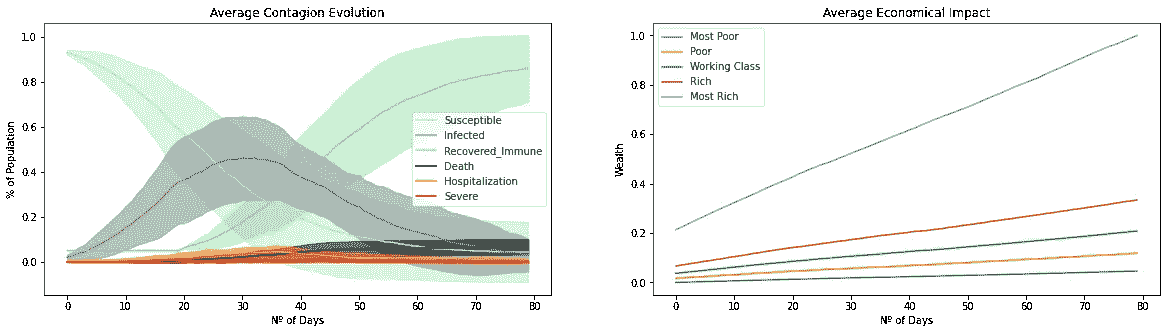 Average Contagion Evolution
% of Population
1.0
0.8
0.6
0.4
0.2
0.0
Susceptible
Infected
Recovered_Immune
Death
Hospitalization
Severe
0
10
20
30
40
50
60
70
80
Nº of Days
Average Economical Impact
Wealth
1.0
0.8
0.6
0.4
0.2
0.0
Most Poor
Poor
Working Class
Rich
Most Rich
0
10
20
30
40
50
60
70
80
Nº of Days